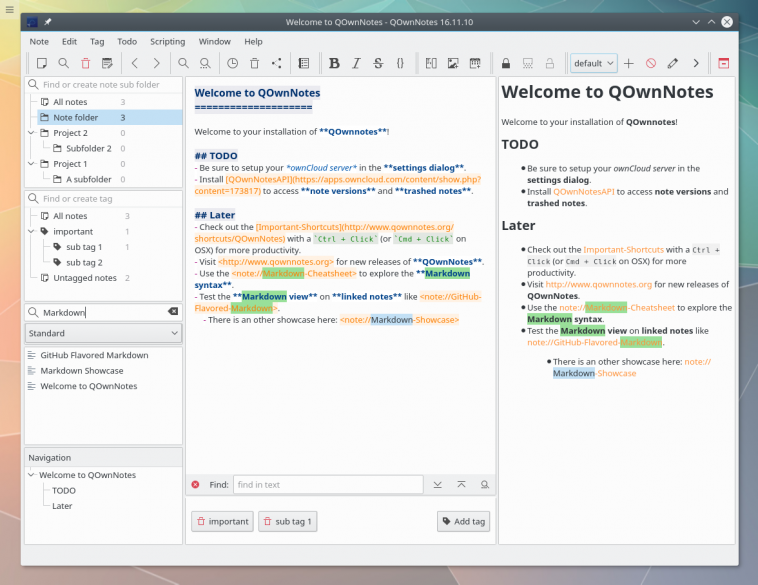 Welcome to QOwnNotes - QOwnNotes 16.11.10
Note Edit Tag Todo Scripting Window Help
B I S {} default
Find or create note sub folder
All notes 3
Note folder 3
Project 2 0
Subfolder 2 0
Project 1 0
A subfolder 0
Find or create tag
All notes 3
important 1
sub tag 1 1
sub tag 2
Untagged notes 2
Markdown
Standard
GitHub Flavored Markdown
Markdown Showcase
Welcome to QOwnNotes
Navigation
Welcome to QOwnNotes
TODO
Later
Welcome to QOwnNotes
====================
Welcome to your installation of **QOwnnotes**!
## TODO
- Be sure to setup your *ownCloud server* in the **settings dialog**.
- Install [QOwnNotesAPI](https://apps.owncloud.com/content/show.php?
content=173817) to access **note versions** and **trashed notes**.
## Later
- Check out the [Important-Shortcuts](http://www.qownnotes.org/
shortcuts/QOwnNotes) with a `Ctrl + Click` (or `Cmd + Click` on
OSX) for more productivity.
- Visit <http://www.qownnotes.org> for new releases of **QOwnNotes**.
- Use the <note://Markdown-Cheatsheet> to explore the **Markdown
syntax**.
- Test the **Markdown view** on **linked notes** like <note://GitHub-
Flavored-Markdown>.
- There is another showcase here: <note://Markdown-Showcase>
Find: find in text
important sub tag 1 Add tag
Welcome to QOwnNotes
Welcome to your installation of QOwnnotes!
TODO
Be sure to setup your ownCloud server in the
settings dialog.
Install QOwnNotesAPI to access note versions and
trashed notes.
Later
Check out the Important-Shortcuts with a Ctrl +
Click (or Cmd + Click on OSX) for more
productivity.
Visit http://www.qownnotes.org for new releases of
QOwnNotes.
Use the note://Markdown-Cheatsheet to explore the
Markdown syntax.
Test the Markdown view on linked notes like
note://GitHub-Flavored-Markdown.
There is another showcase here: note://
Markdown-Showcase